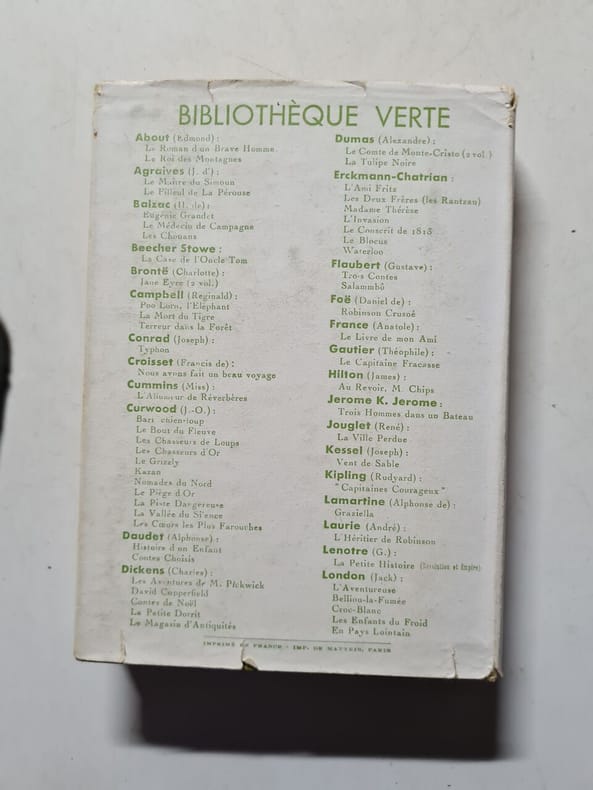 BIBLIOTHÈQUE VERTE
About (Edmond) :
Le Roman d'un Brave Homme.
Le Roi des Montagnes
Agraives (J. d') :
Le Maître du Simoun
Le Filleul de La Pérouse
Balzac (H. de) :
Eugénie Grandet
Le Médecin de Campagne
Les Chouans
Beecher Stowe :
La Case de l'Oncle Tom
Brontë (Charlotte) :
Jane Eyre (2 vol.)
Campbell (Reginald) :
Poo Lorn, l'Eléphant
La Mort du Tigre
Terreur dans la Forêt
Conrad (Joseph) :
Typhon
Croisset (Francis de) :
Nous avons fait un beau voyage
Cummins (Miss) :
L'Allumeur de Réverbères
Curwood (J.-O.) :
Bari chien-loup
Le Bout du Fleuve
Les Chasseurs de Loups
Les Chasseurs d'Or
Le Grizzly
Kazan
Nomades du Nord
Le Piège d'Or
La Piste Dangereuse
La Vallée du Silence
Les Cœurs les Plus Farouches
Daudet (Alphonse) :
Histoire d'un Enfant
Contes Choisis
Dickens (Charles) :
Les Aventures de M. Pickwick
David Copperfield
Contes de Noël
La Petite Dorrit
Le Magasin d'Antiquités
Dumas (Alexandre) :
Le Comte de Monte-Cristo (2 vol.)
La Tulipe Noire
Erckmann-Chatrian :
L'Ami Fritz
Les Deux Frères (les Rantzau)
Madame Thérèse
L'Invasion
Le Conscrit de 1813
Le Blocus
Waterloo
Flaubert (Gustave) :
Trois Contes
Salammbô
Foë (Daniel de) :
Robinson Crusoé
France (Anatole) :
Le Livre de mon Ami
Gautier (Théophile) :
Le Capitaine Fracasse
Hilton (James) :
Au Revoir, M. Chips
Jerome K. Jerome :
Trois Hommes dans un Bateau
Jouglet (René) :
La Ville Perdue
Kessel (Joseph) :
Vent de Sable
Kipling (Rudyard) :
"Capitaines Courageux"
Lamartine (Alphonse de) :
Graziella
Laurie (André) :
L'Héritier de Robinson
Lenotre (G.) :
La Petite Histoire (Révolution et Empire)
London (Jack) :
L'Aventureuse
Belliou-la-Fumée
Croc-Blanc
Les Enfants du Froid
En Pays Lointain
IMPRIMÉ EN FRANCE - IMP. DE MATTEIS, PARIS